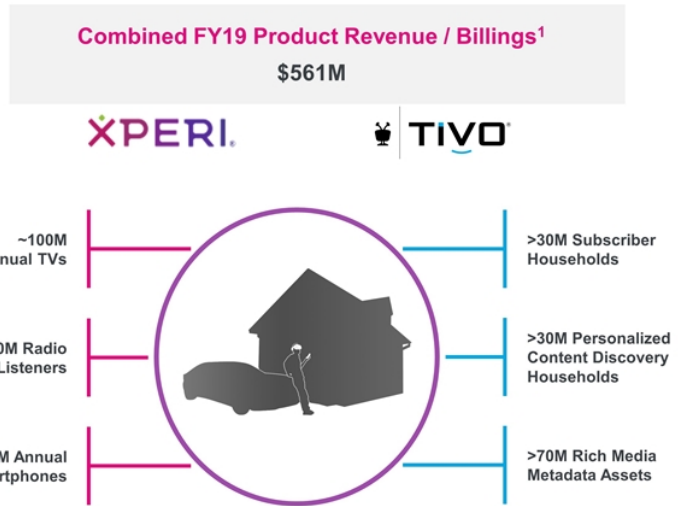 Combined FY19 Product Revenue / Billings¹
$561M
XPERI.
TiVO
~100M
nual TVs
0M Radio
Listeners
M Annual
rtphones
>30M Subscriber
Households
>30M Personalized
Content Discovery
Households
>70M Rich Media
Metadata Assets